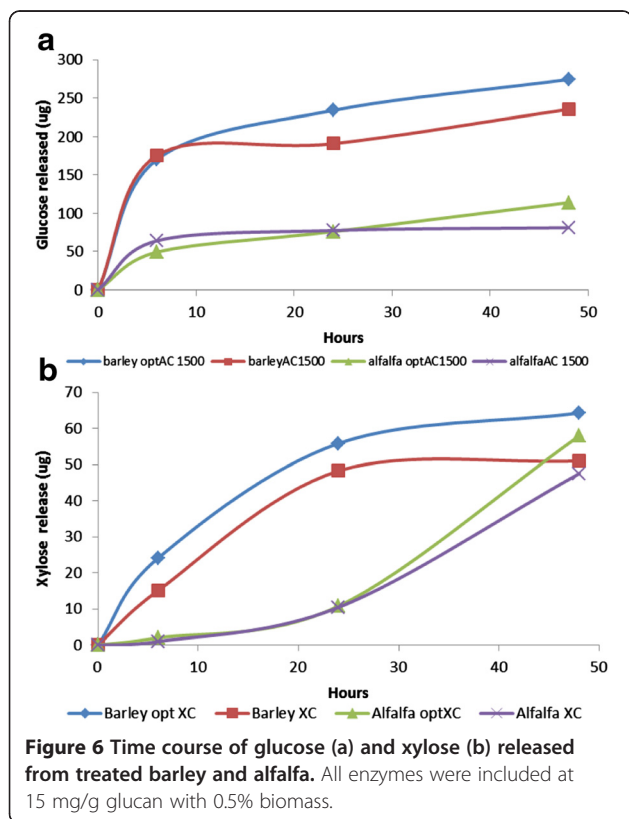 a
300
250
200
150
100
50
0
Glucose released (ug)
0 10 20 30 40 50
Hours
barley optAC 1500 barleyAC1500 alfalfa optAC1500 alfalfaAC 1500
b
70
60
50
40
30
20
10
0
Xylose release (ug)
0 10 20 30 40 50
Hours
Barley opt XC Barley XC Alfalfa optXC Alfalfa XC
Figure 6 Time course of glucose (a) and xylose (b) released
from treated barley and alfalfa. All enzymes were included at
15 mg/g glucan with 0.5% biomass.